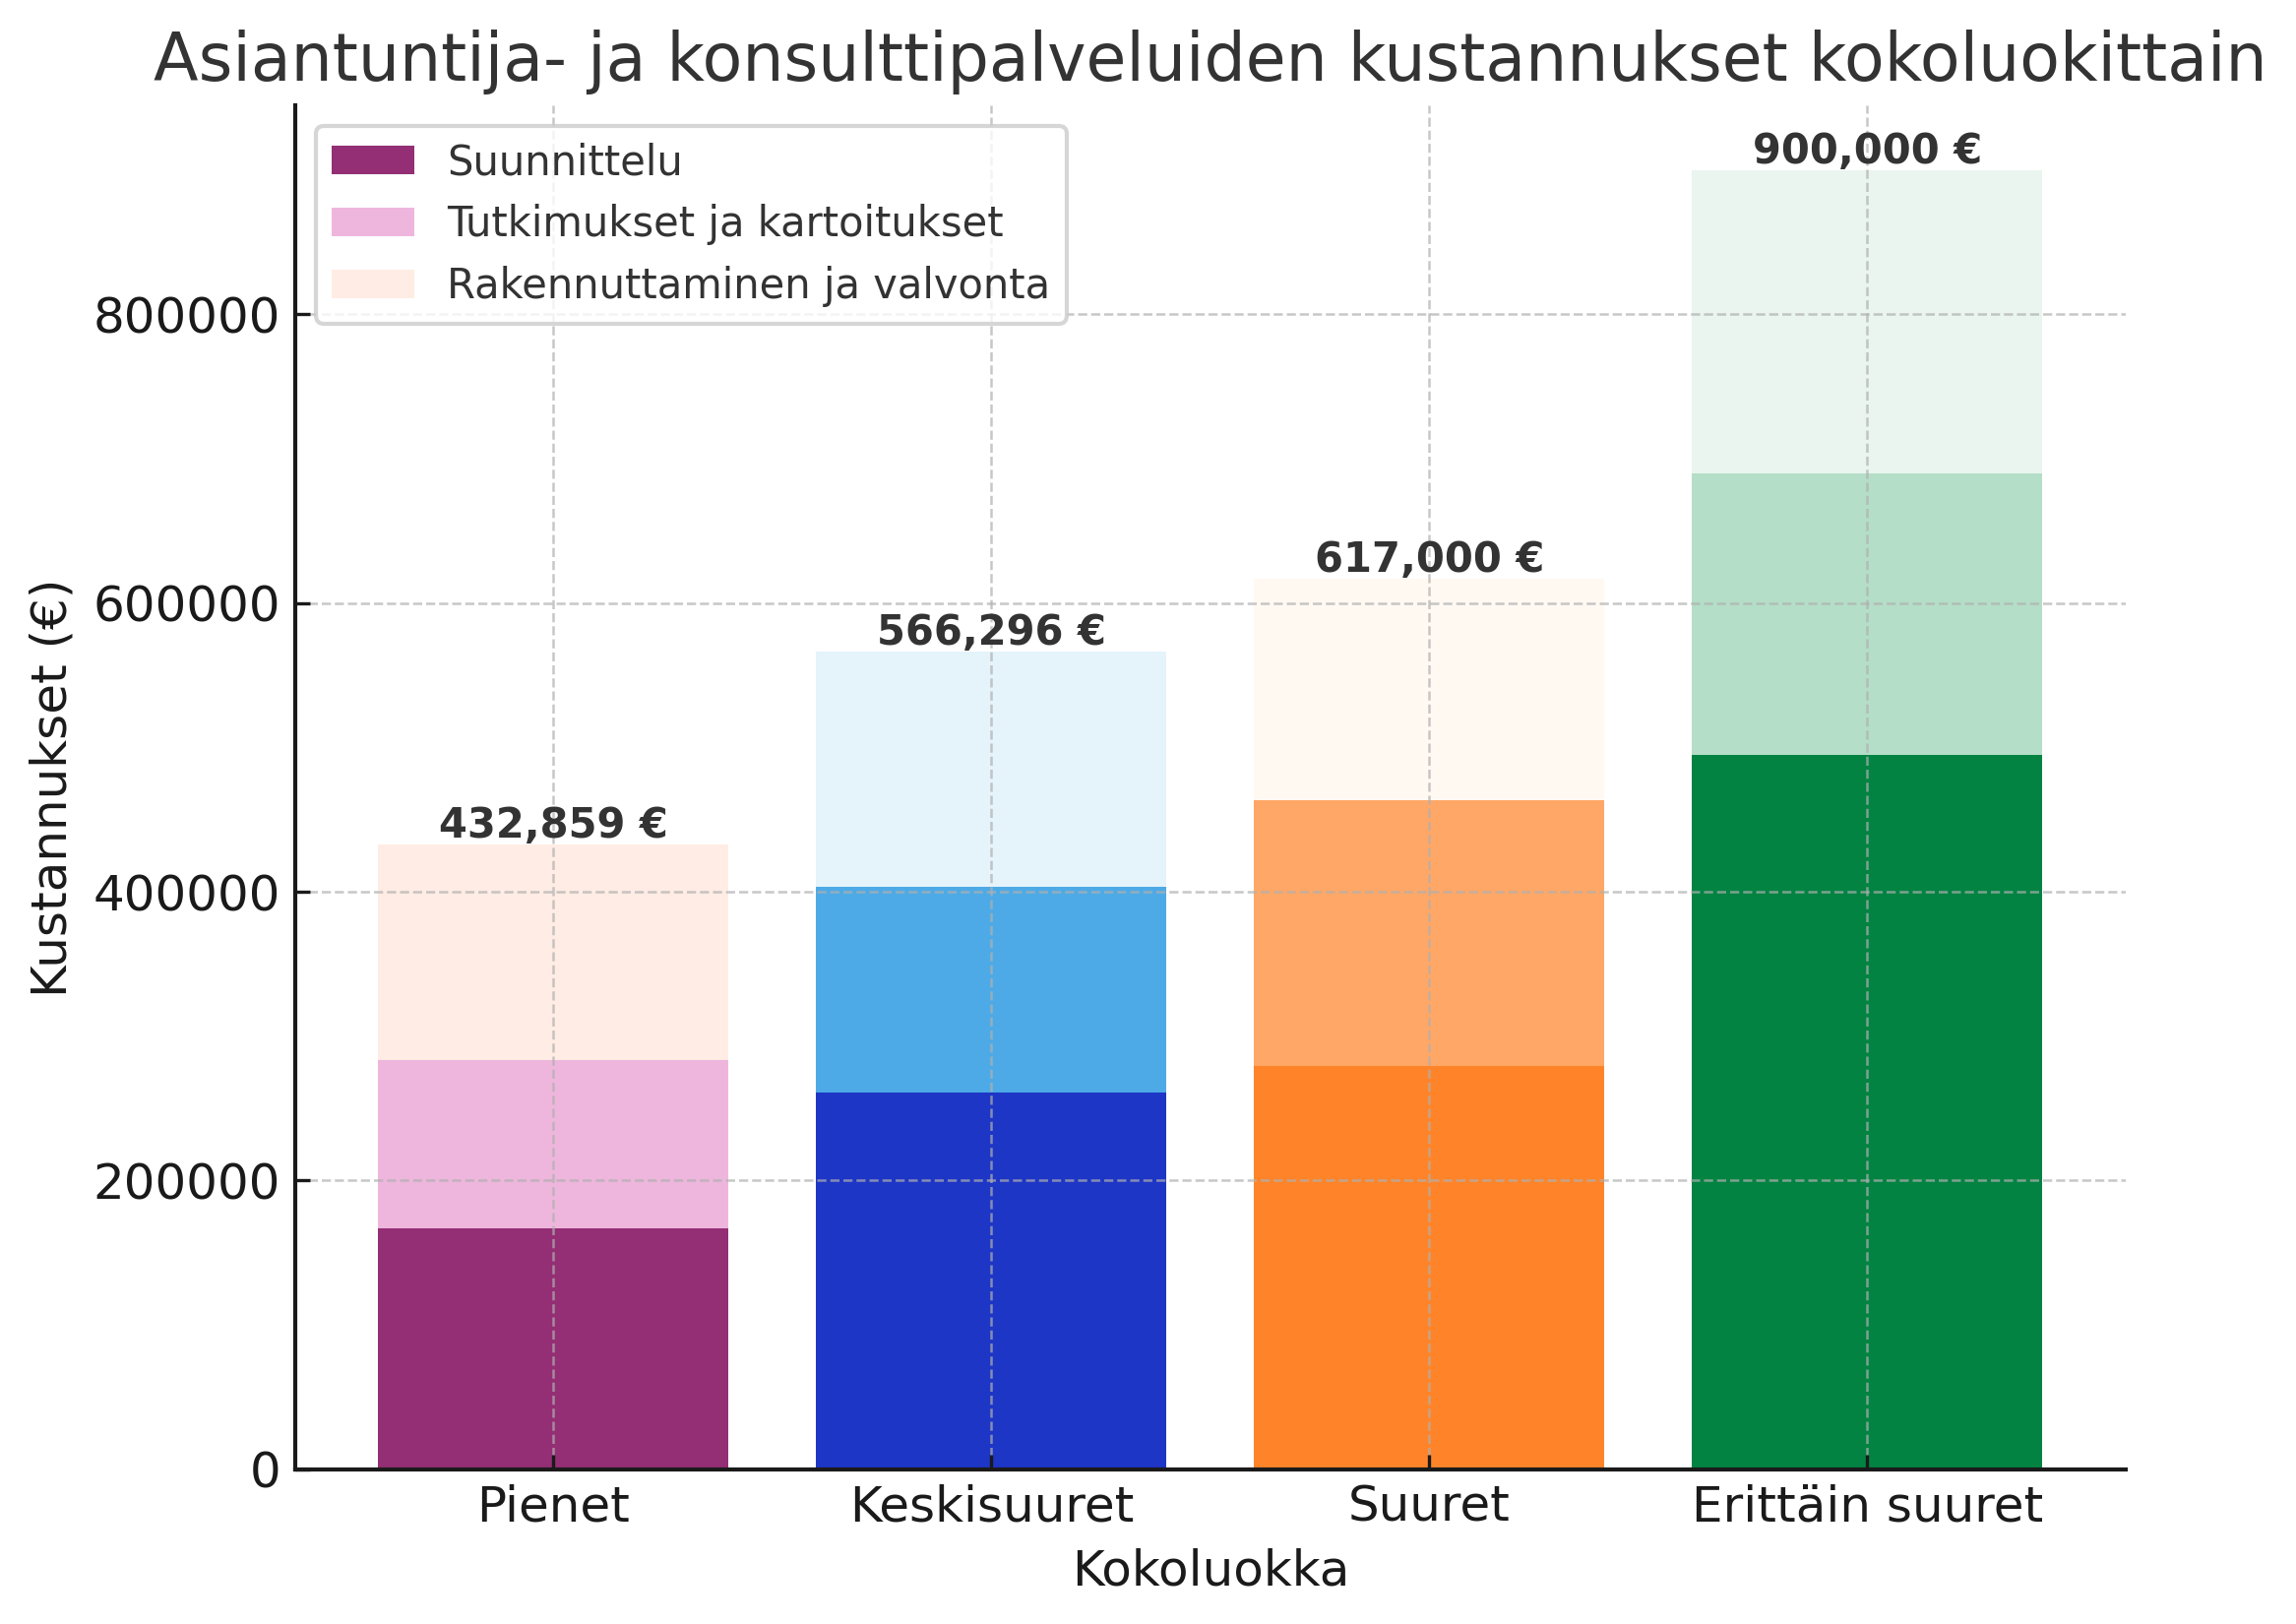 Asiantuntija- ja konsulttipalveluiden kustannukset kokoluokittain
Suunnittelu
Tutkimukset ja kartoitukset
Rakennuttaminen ja valvonta
Kustannukset (€)
800000
600000
400000
200000
0
432,859 €
566,296 €
617,000 €
900,000 €
Pienet
Keskisuuret
Suuret
Erittäin suuret
Kokoluokka